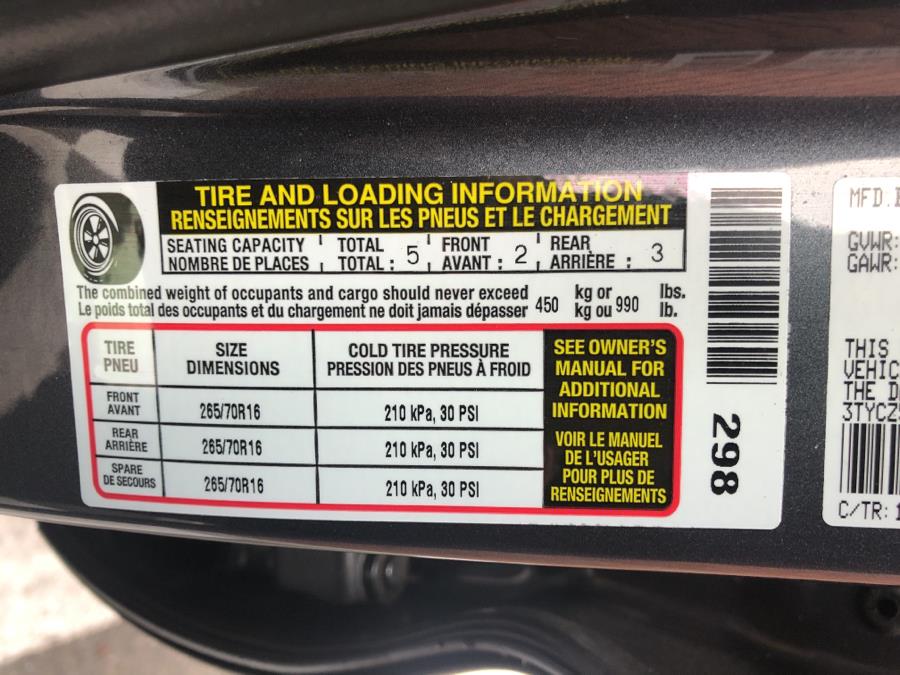 TIRE AND LOADING INFORMATION
RENSEIGNEMENTS SUR LES PNEUS ET LE CHARGEMENT
SEATING CAPACITY TOTAL FRONT REAR
NOMBRE DE PLACES TOTAL : 5 AVANT : 2 ARRIÈRE : 3
The combined weight of occupants and cargo should never exceed 450 kg or 990 lbs.
Le poids total des occupants et du chargement ne doit jamais dépasser kg ou lb.
TIRE SIZE COLD TIRE PRESSURE
PNEU DIMENSIONS PRESSION DES PNEUS À FROID
FRONT
AVANT 265/70R16 210 kPa, 30 PSI
REAR
ARRIÈRE 265/70R16 210 kPa, 30 PSI
SPARE
DE SECOURS 265/70R16 210 kPa, 30 PSI
SEE OWNER'S
MANUAL FOR
ADDITIONAL
INFORMATION
VOIR LE MANUEL
DE L'USAGER
POUR PLUS DE
RENSEIGNEMENTS
298
MFD.
GVWR:
GAWR:
THIS
VEHIC
THE
3TYCZ
C/TR: